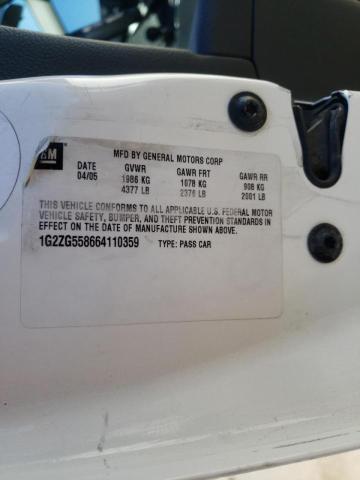 GM MFD BY GENERAL MOTORS CORP
DATE GVWR GAWR FRT GAWR RR
04/05 1986 KG 1078 KG 908 KG
4377 LB 2376 LB 2001 LB
THIS VEHICLE CONFORMS TO ALL APPLICABLE U.S. FEDERAL MOTOR
VEHICLE SAFETY, BUMPER, AND THEFT PREVENTION STANDARDS IN
EFFECT ON THE DATE OF MANUFACTURE SHOWN ABOVE.
1G2ZG558664110359 TYPE: PASS CAR